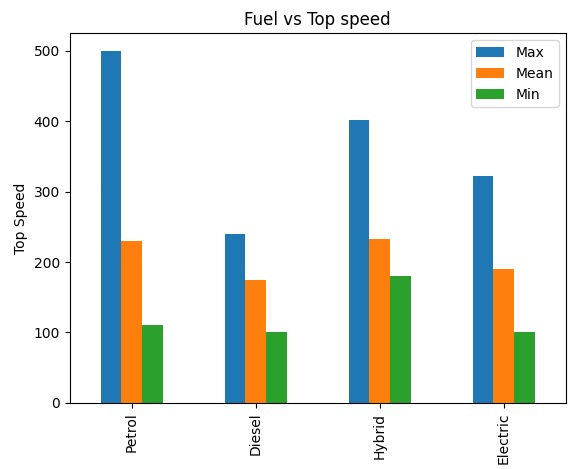 Fuel vs Top speed
Max
Mean
Min
Top Speed
500
400
300
200
100
0
Petrol
Diesel
Hybrid
Electric